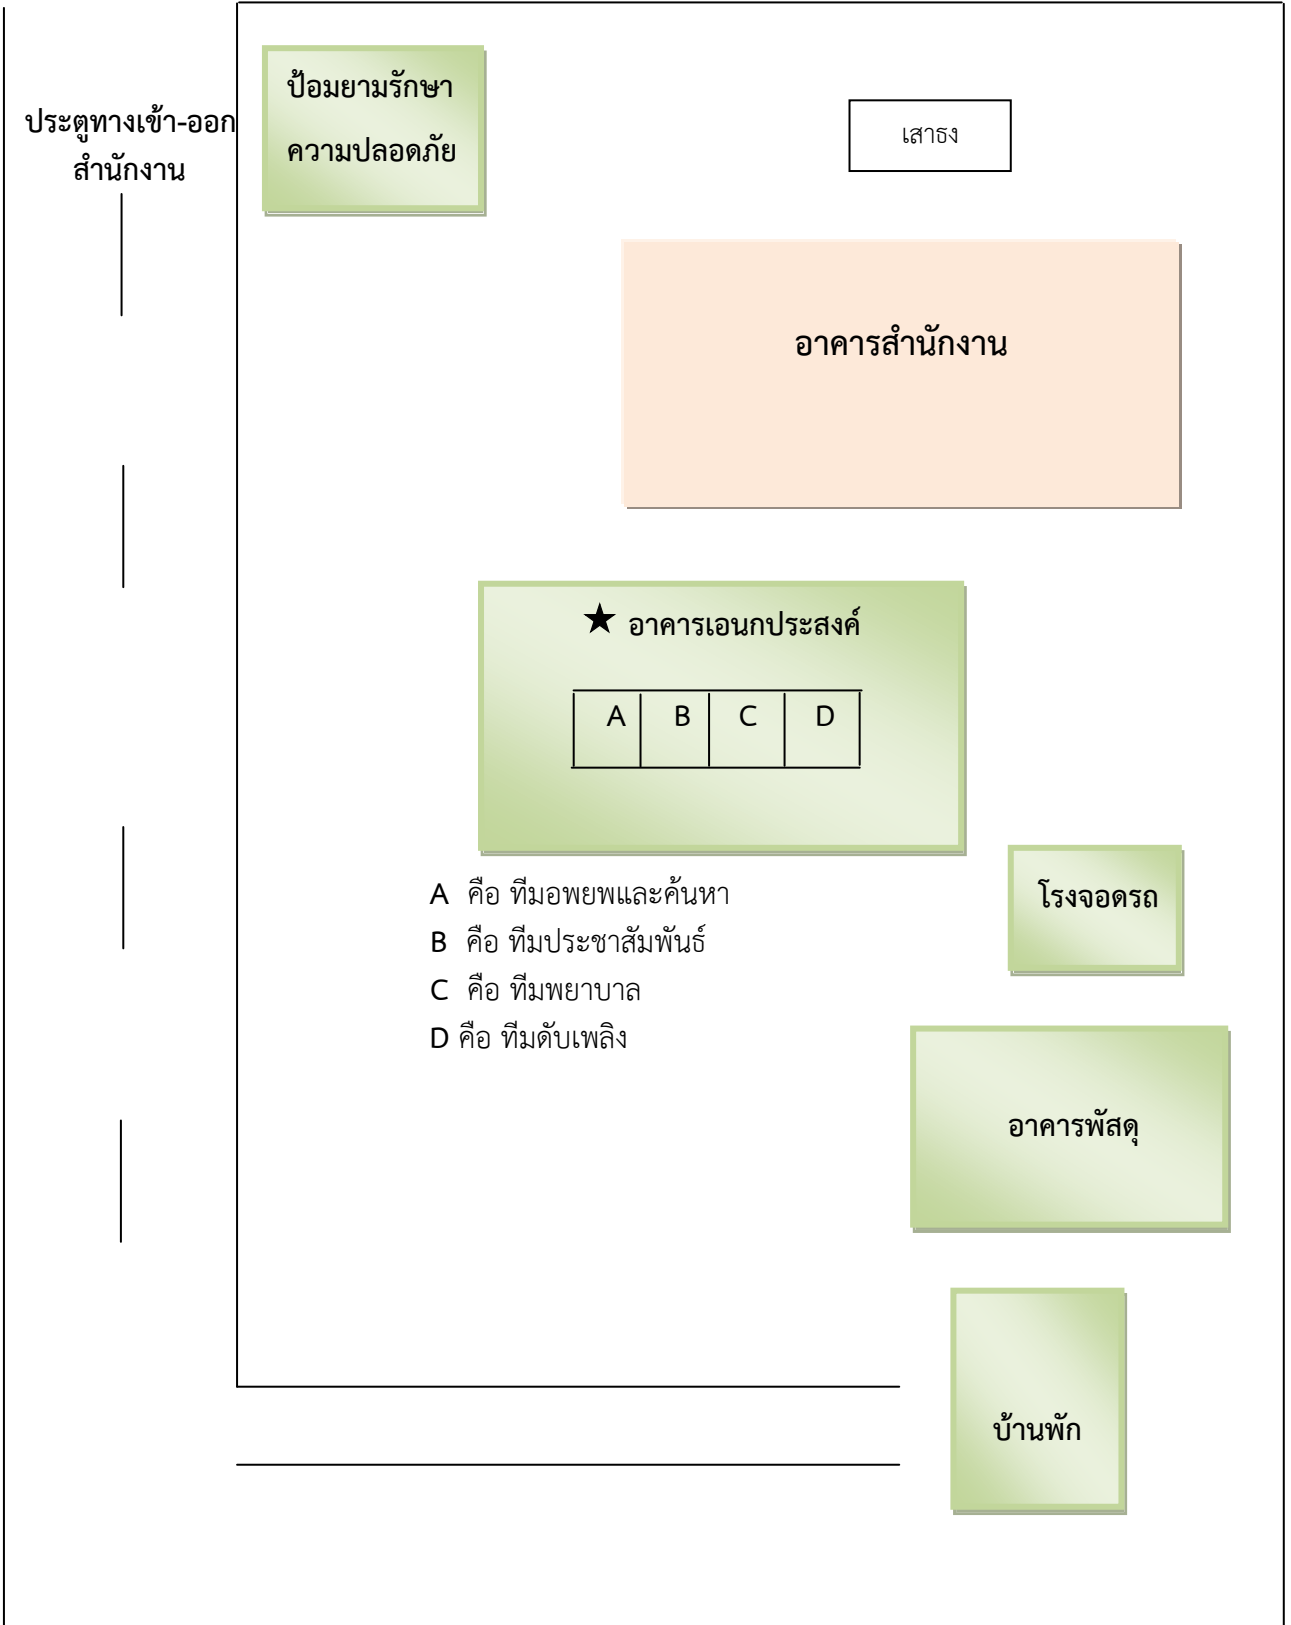 ป้อมยามรักษา
ความปลอดภัย
ประตูทางเข้า-ออก
สำนักงาน
เสาธง
อาคารสำนักงาน
★ อาคารเอนกประสงค์
A B C D
A คือ ทีมอพยพและค้นหา
B คือ ทีมประชาสัมพันธ์
C คือ ทีมพยาบาล
D คือ ทีมดับเพลิง
โรงจอดรถ
อาคารพัสดุ
บ้านพัก